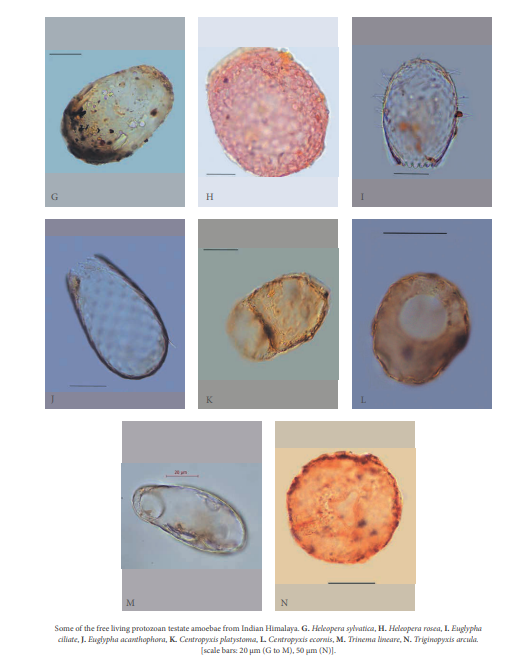 G
H
I
J
K
L
20 µm
M
N
Some of the free living protozoan testate amoebae from Indian Himalaya. G. Heleopera sylvatica, H. Heleopera rosea, I. Euglypha
ciliate, J. Euglypha acanthophora, K. Centropyxis platystoma, L. Centropyxis ecornis, M. Trinema lineare, N. Triginopyxis arcula.
[scale bars: 20 µm (G to M), 50 µm (N)].